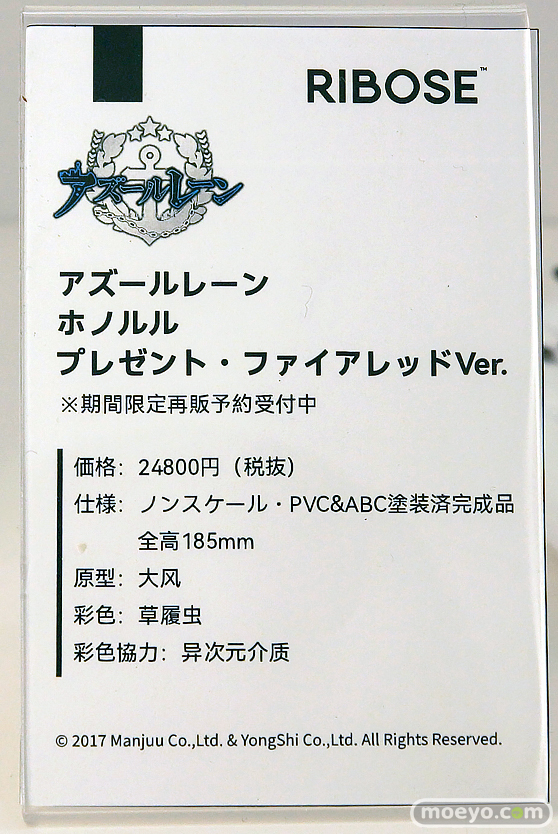 RIBOSE™
アズールレーン
アズールレーン
ホノルル
プレゼント・ファイアレッドVer.
※期間限定再販予約受付中
価格：24800円（税抜）
仕様：ノンスケール・PVC&ABC塗装済完成品
全高185mm
原型：大风
彩色：草履虫
彩色協力：异次元介质
© 2017 Manjuu Co.,Ltd. & YongShi Co.,Ltd. All Rights Reserved.
moeyo.com